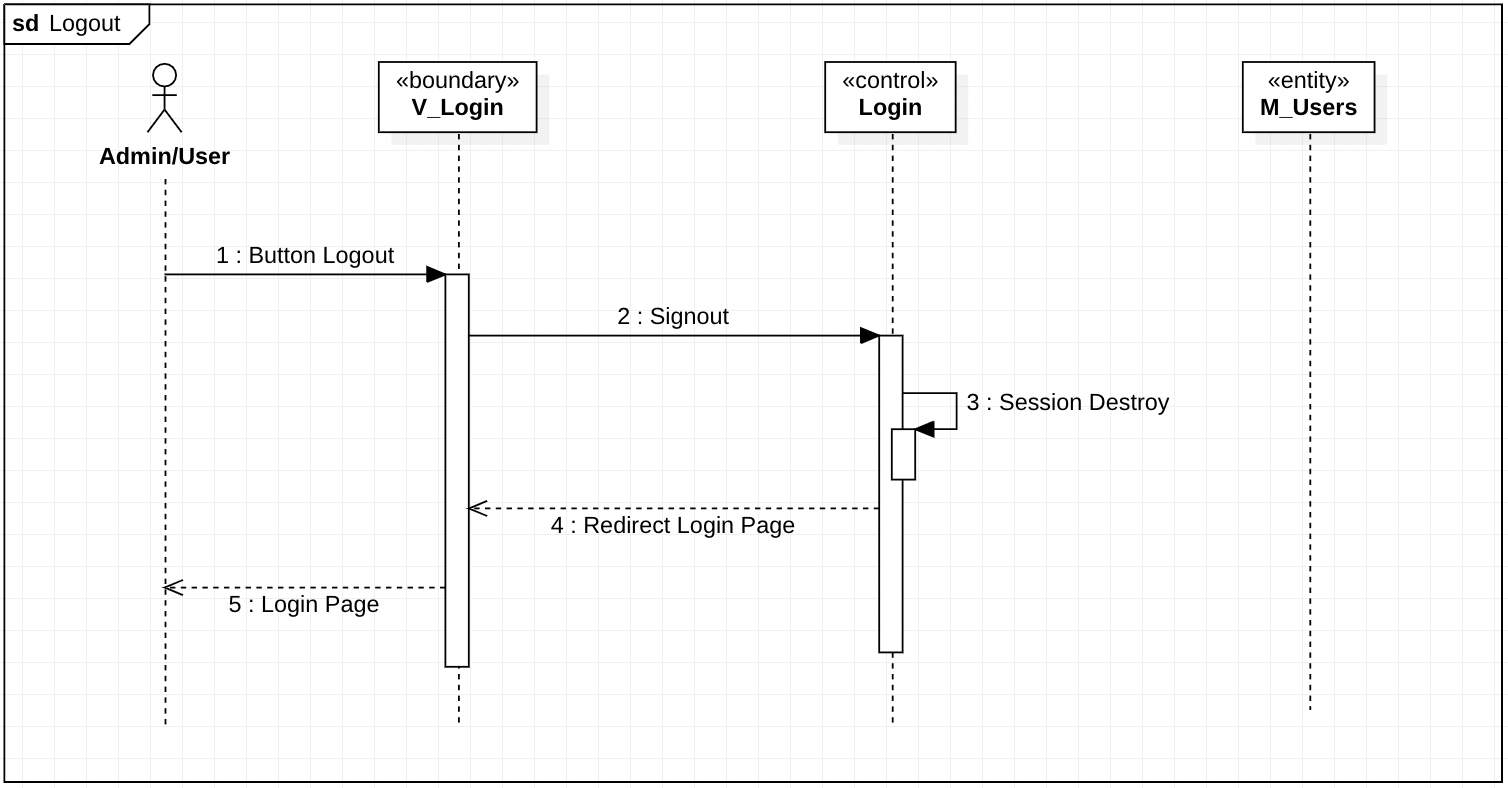 sd Logout
Admin/User
«boundary»
V_Login
«control»
Login
«entity»
M_Users
1 : Button Logout
2 : Signout
3 : Session Destroy
4 : Redirect Login Page
5 : Login Page